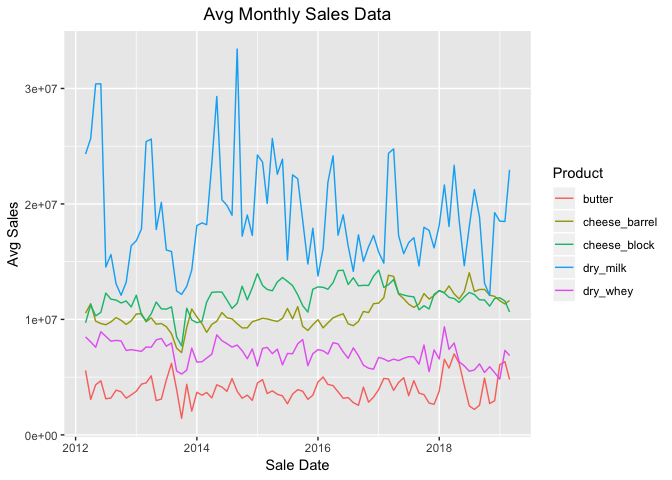 Avg Monthly Sales Data
Avg Sales
3e+07
2e+07
1e+07
0e+00
2012
2014
2016
2018
Sale Date
Product
butter
cheese_barrel
cheese_block
dry_milk
dry_whey